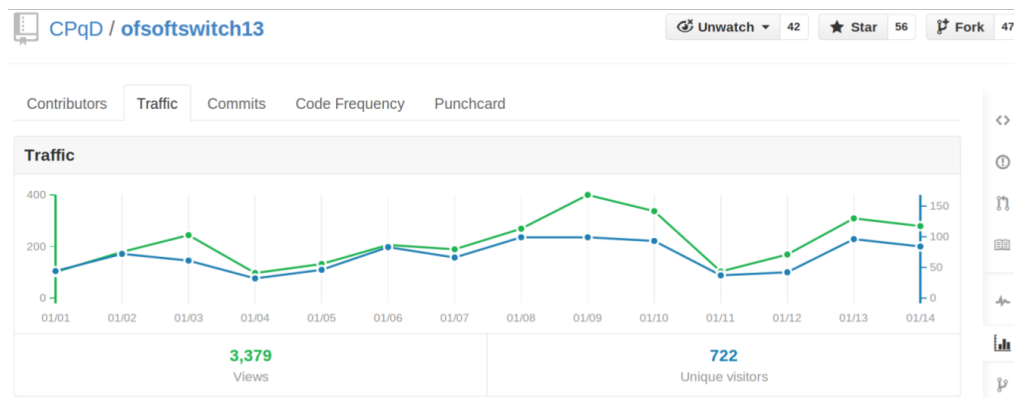 CPqD / ofsoftswitch13 Unwatch 42 Star 56 Fork 47
Contributors Traffic Commits Code Frequency Punchcard
Traffic
400
150
200
100
50
0
0
01/01 01/02 01/03 01/04 01/05 01/06 01/07 01/08 01/09 01/10 01/11 01/12 01/13 01/14
3,379 722
Views Unique visitors